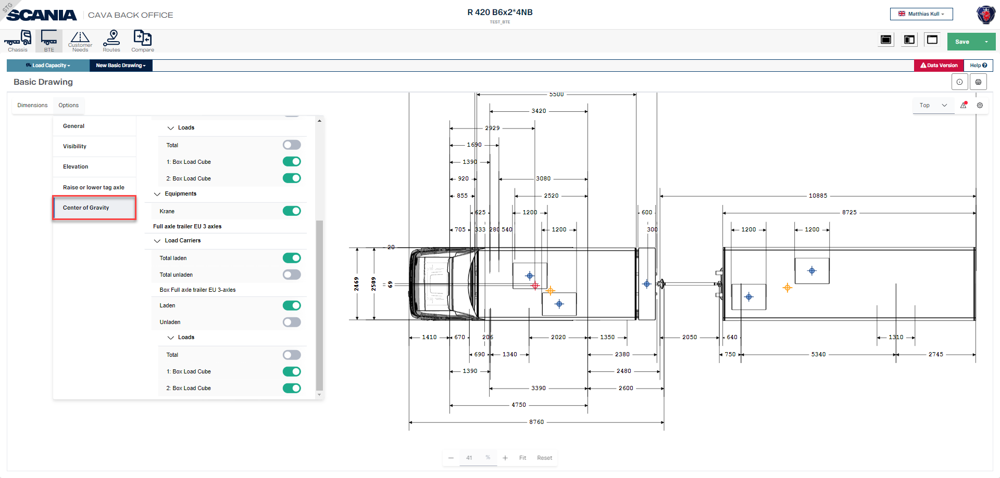 STG
SCANIA
CAVA BACK OFFICE
R 420 B6x2*4NB
TEST_BTE
Matthias Kull
Chassis
BTE
Customer Needs
Routes
Compare
Save
Load Capacity
New Basic Drawing
Data Version
Help
Basic Drawing
Dimensions
Options
Top
General
Visibility
Elevation
Raise or lower tag axle
Center of Gravity
Loads
Total
1: Box Load Cube
2: Box Load Cube
Equipments
Krane
Full axle trailer EU 3 axles
Load Carriers
Total laden
Total unladen
Box Full axle trailer EU 3-axles
Laden
Unladen
Loads
Total
1: Box Load Cube
2: Box Load Cube
5500
3420
2929
1690
1390
920
3080
855
2520
10885
625
1200
600
1200
8725
705
333
280
540
1200
300
1200
1200
20
2469
2509
69
1410
670
206
2020
1350
2050
640
1310
690
1340
2380
750
5340
2745
1390
2480
3390
2600
4750
8760
41 %
Fit
Reset